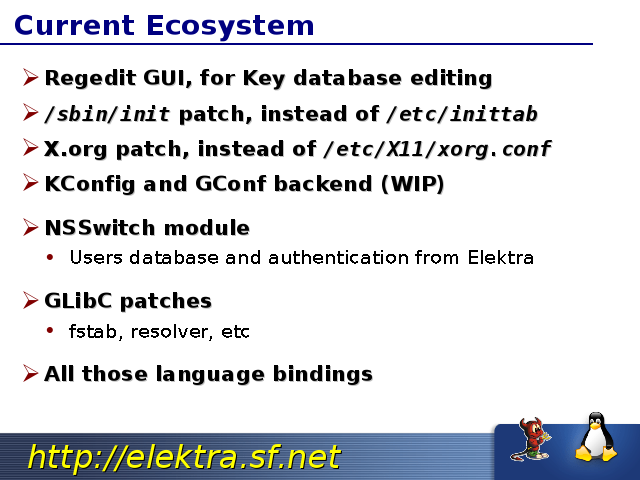 Current Ecosystem
Regedit GUI, for Key database editing
/sbin/init patch, instead of /etc/inittab
X.org patch, instead of /etc/X11/xorg.conf
KConfig and GConf backend (WIP)
NSSwitch module
• Users database and authentication from Elektra
GLibC patches
• fstab, resolver, etc
All those language bindings
http://elektra.sf.net